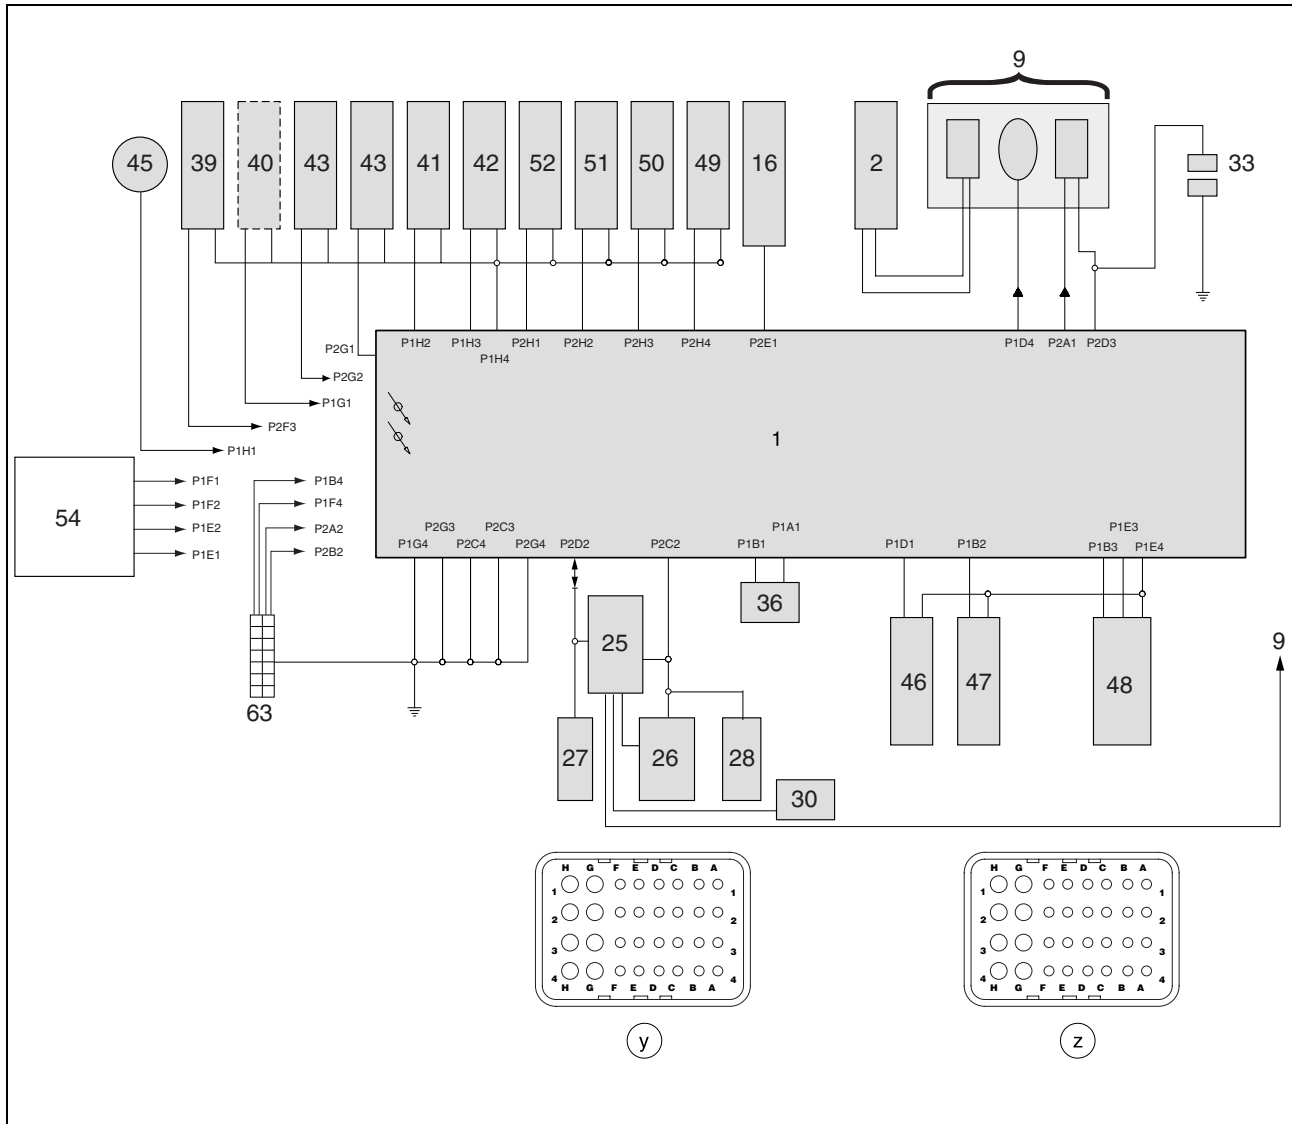 9
45 39 40 43 43 41 42 52 51 50 49 16 2 33
P2G1 P1H2 P1H3 P2H1 P2H2 P2H3 P2H4 P2E1 P1D4 P2A1 P2D3
P1H4
P2G2
P1G1
P2F3
1
P1H1
P1F1 P1B4
P1F2 P1F4
54
P1E2 P2A2
P1E1 P2B2
P2G3 P2C3 P1A1 P1E3
P1G4 P2C4 P2G4 P2D2 P2C2 P1B1 P1D1 P1B2 P1B3 P1E4
36
25 9
46 47 48
63
27 26 28
30
H G F E D C B A H G F E D C B A
1 1 1 1
2 2 2 2
3 3 3 3
4 4 4 4
H G F E D C B A H G F E D C B A
y z